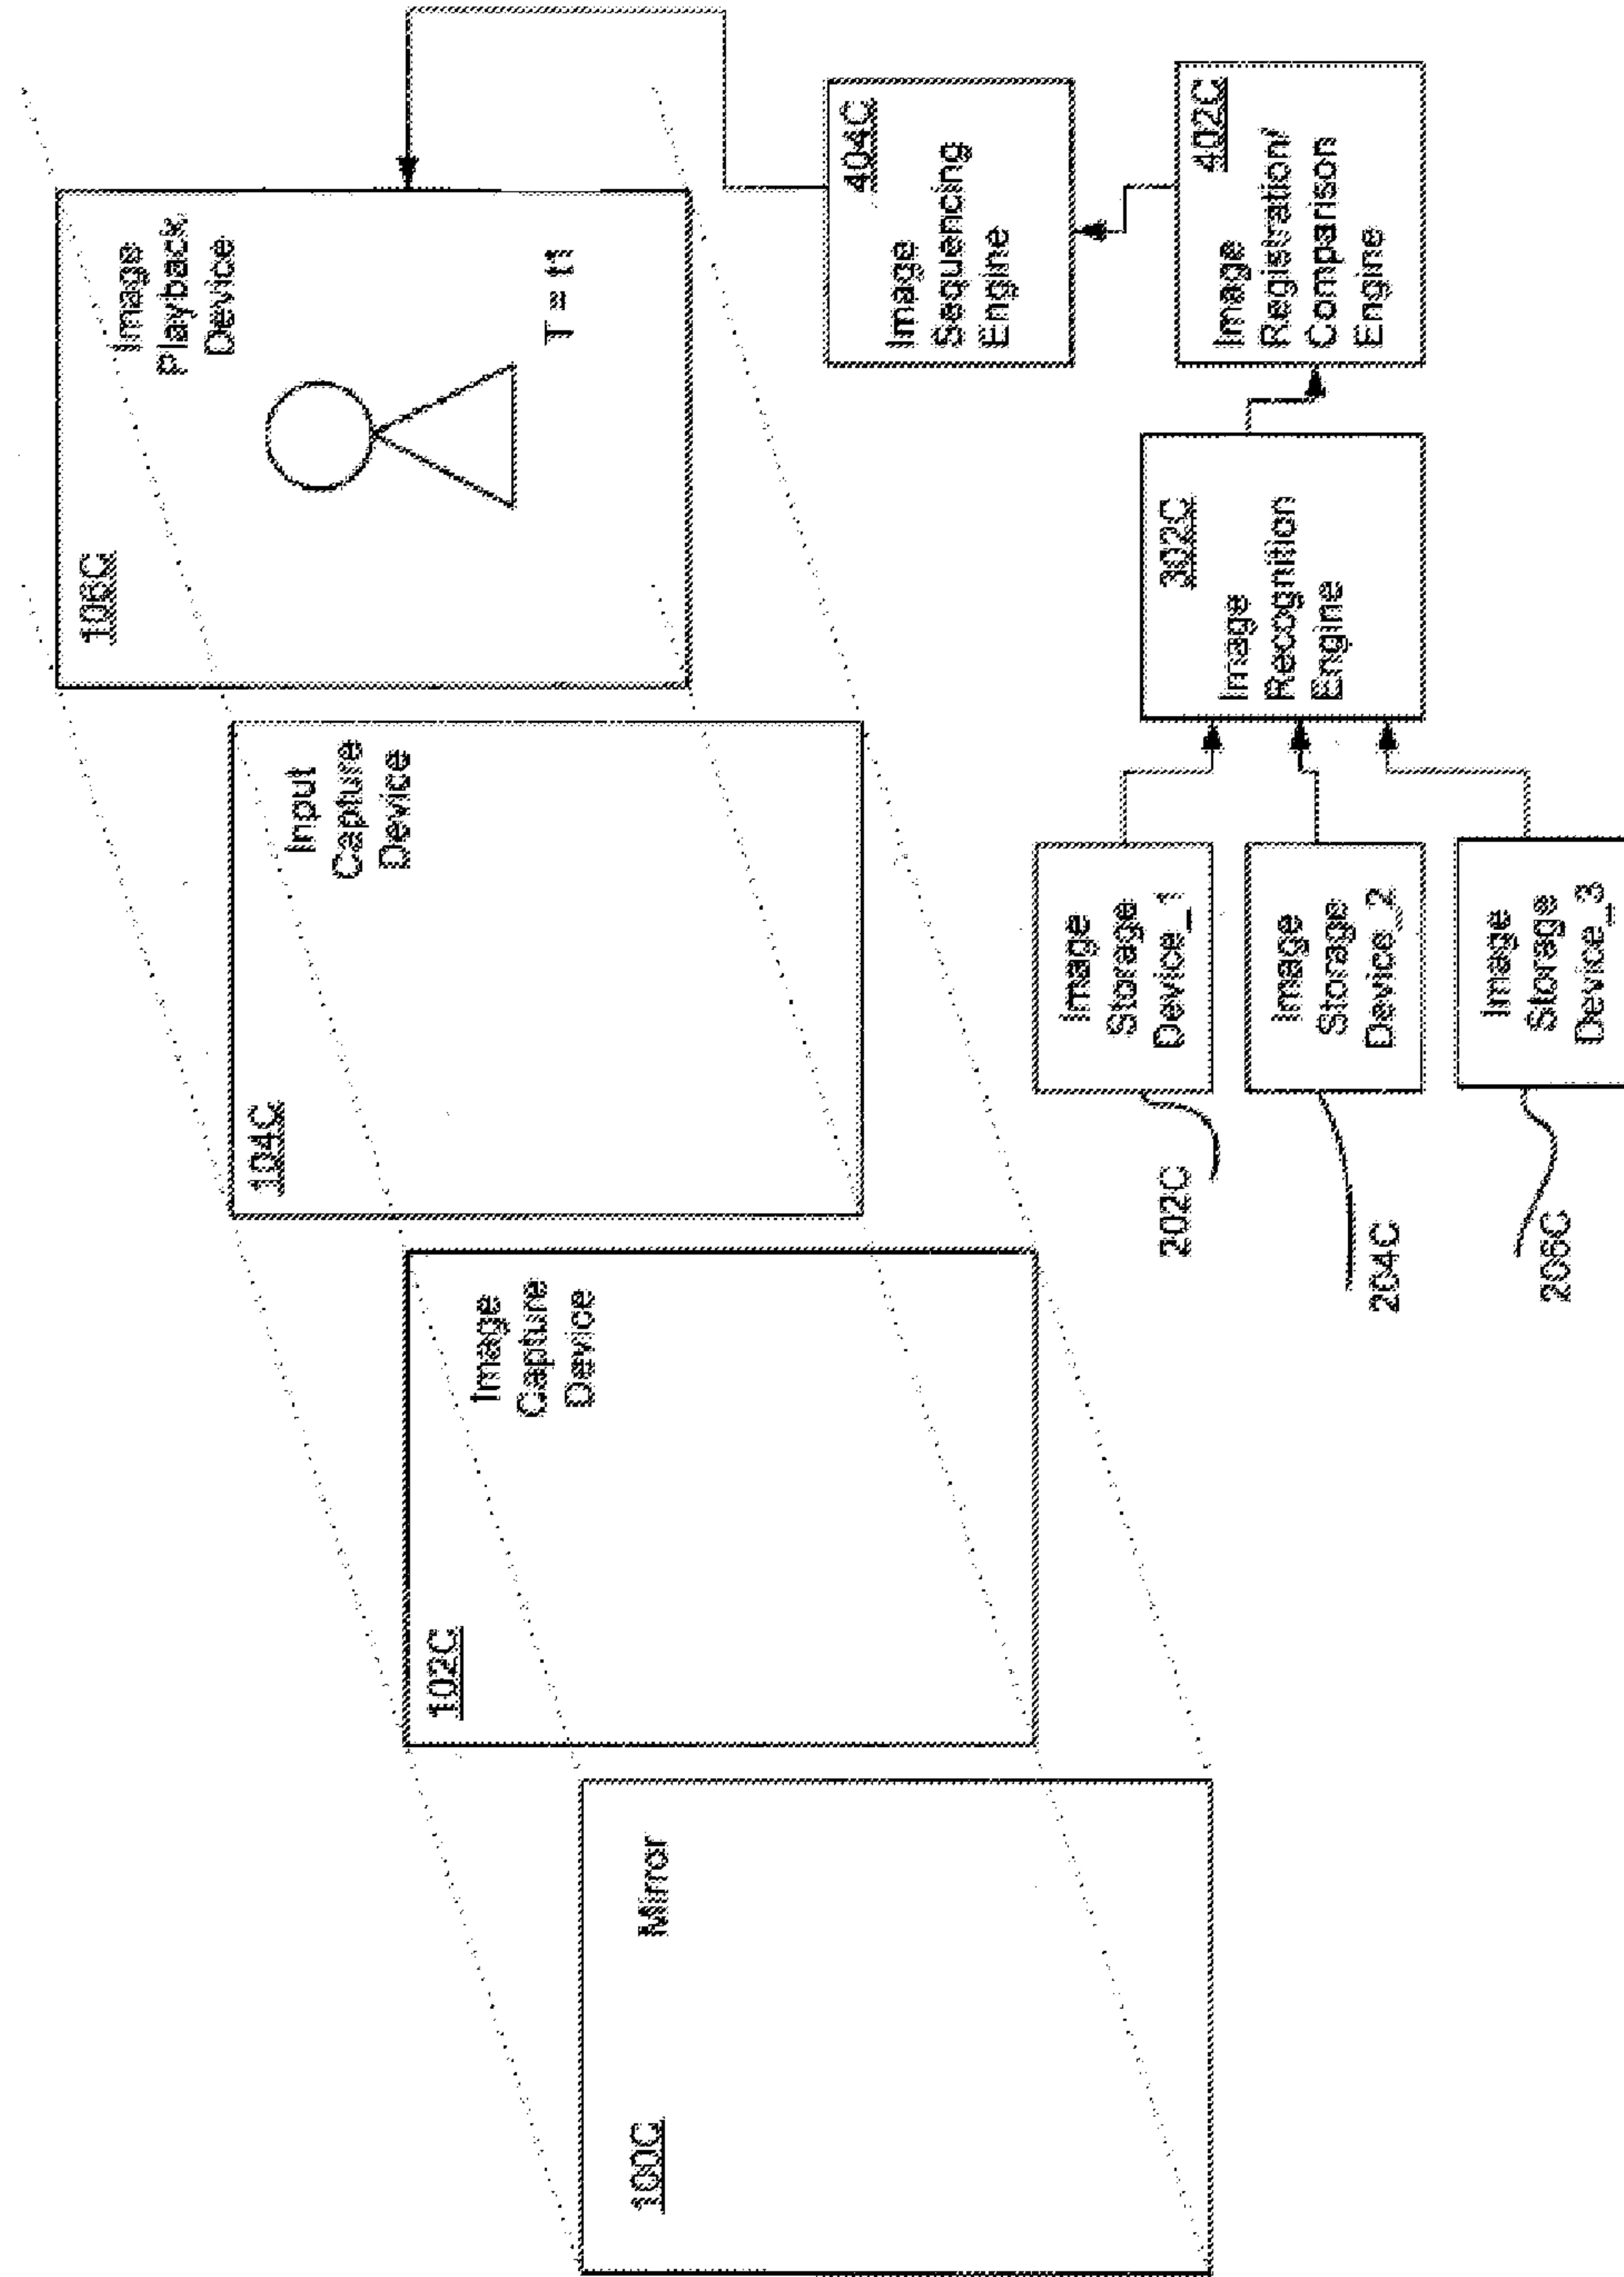 100C
Mirror
102C
Image
Capture
Device
104C
Input
Capture
Device
106C
Image
Playback
Device
T = t1
202C
Image
Storage
Device_1
204C
Image
Storage
Device_2
206C
Image
Storage
Device_3
302C
Image
Recognition
Engine
402C
Image
Registration/
Comparison
Engine
404C
Image
Sequencing
Engine